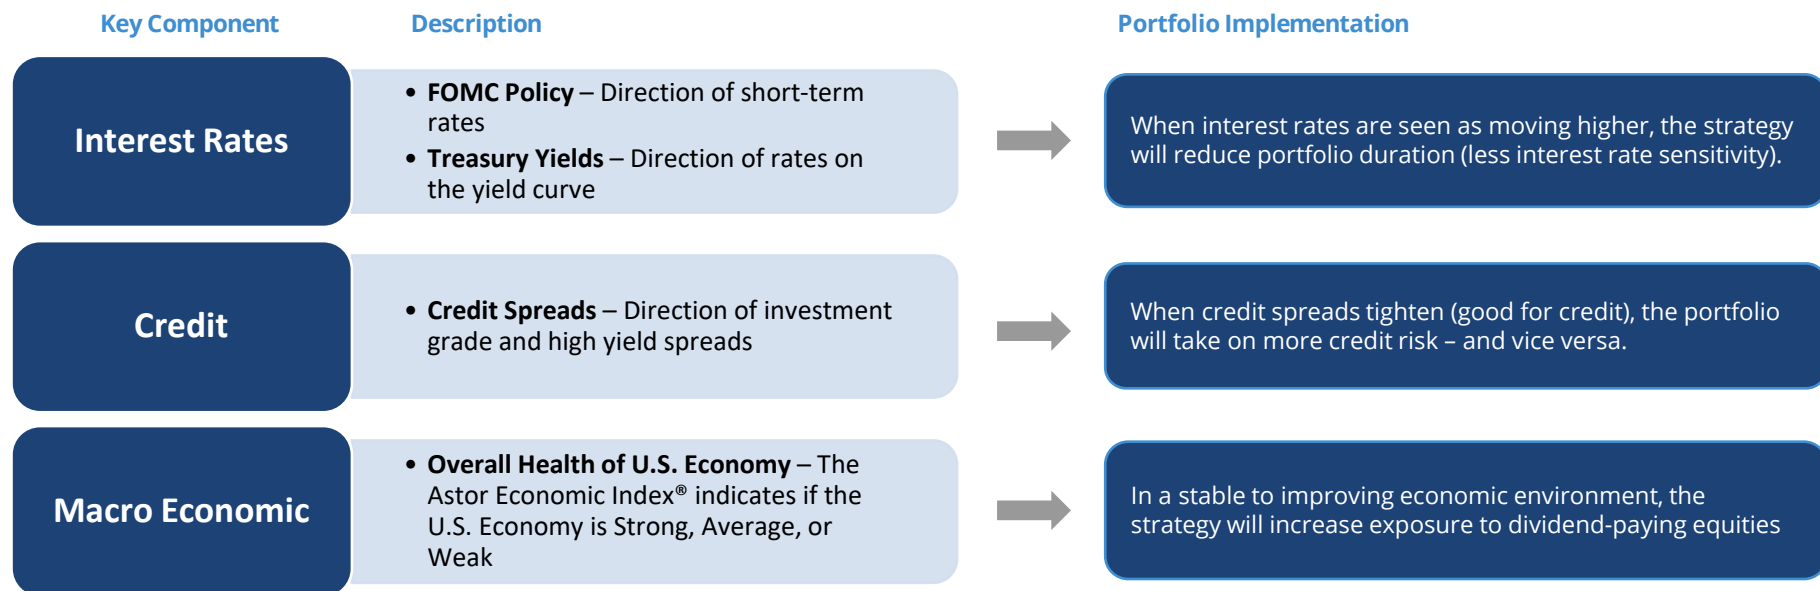 Key Component
Description
Portfolio Implementation
Interest Rates
• FOMC Policy – Direction of short-term
rates
• Treasury Yields – Direction of rates on
the yield curve
When interest rates are seen as moving higher, the strategy
will reduce portfolio duration (less interest rate sensitivity).
Credit
• Credit Spreads – Direction of investment
grade and high yield spreads
When credit spreads tighten (good for credit), the portfolio
will take on more credit risk – and vice versa.
Macro Economic
• Overall Health of U.S. Economy – The
Astor Economic Index® indicates if the
U.S. Economy is Strong, Average, or
Weak
In a stable to improving economic environment, the
strategy will increase exposure to dividend-paying equities